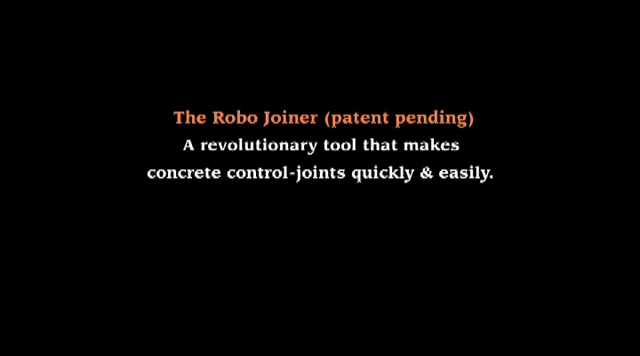 The Robo Joiner (patent pending)
A revolutionary tool that makes
concrete control-joints quickly & easily.